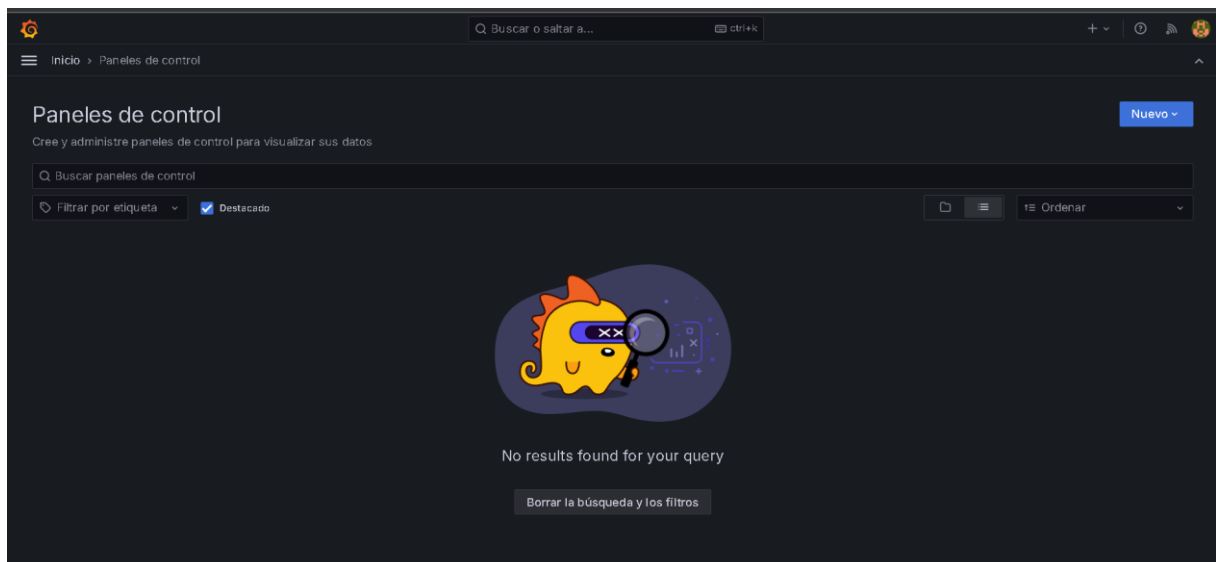 Buscar o saltar a... ctrl+k
Inicio > Paneles de control
Paneles de control
Nuevo
Cree y administre paneles de control para visualizar sus datos
Buscar paneles de control
Filtrar por etiqueta Destacado Ordenar
XX
No results found for your query
Borrar la búsqueda y los filtros